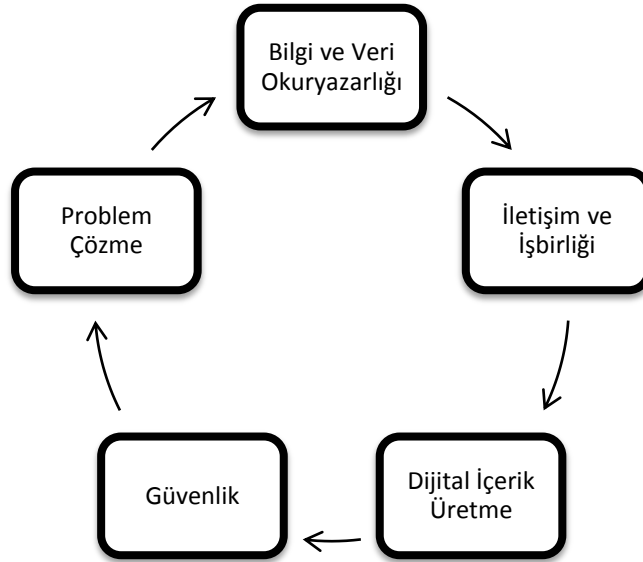 Bilgi ve Veri
Okuryazarlığı
İletişim ve
İşbirliği
Dijital İçerik
Üretme
Güvenlik
Problem
Çözme